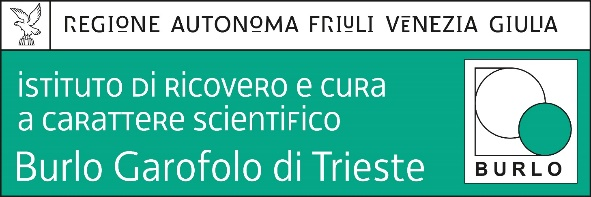 REGIONE AUTONOMA FRIULI VENEZIA GIULIA
iSTITUTO Di RICOVERO E CURA
a CARATTERE SCIENTIFICO
Burlo Garofolo di Trieste
BURLO